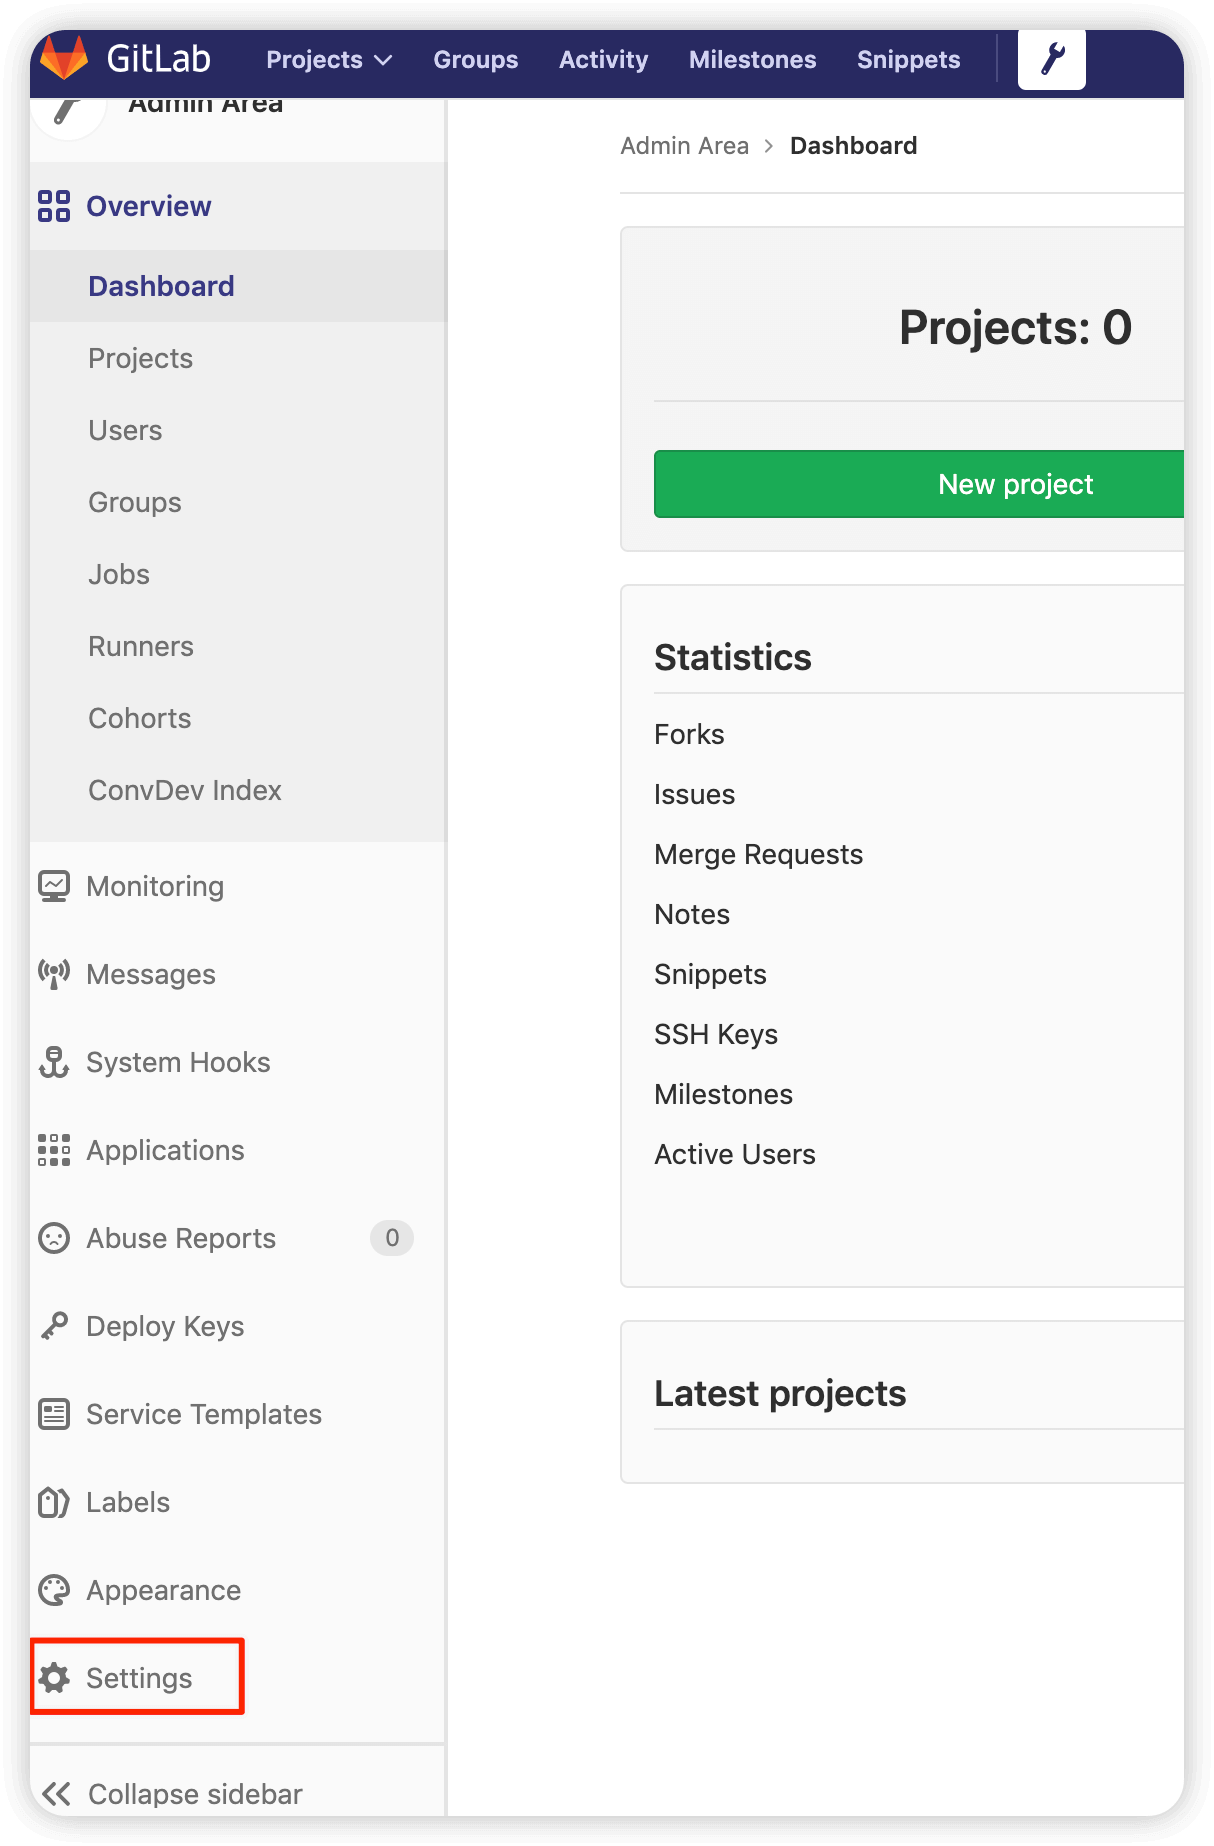 GitLab Projects Groups Activity Milestones Snippets
Admin Area
Admin Area Dashboard
Overview
Dashboard
Projects
Users
Groups
Jobs
Runners
Cohorts
ConvDev Index
Monitoring
Messages
System Hooks
Applications
Abuse Reports 0
Deploy Keys
Service Templates
Labels
Appearance
Settings
Collapse sidebar
Projects: 0
New project
Statistics
Forks
Issues
Merge Requests
Notes
Snippets
SSH Keys
Milestones
Active Users
Latest projects